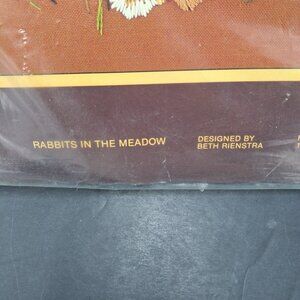 RABBITS IN THE MEADOW
DESIGNED BY
BETH RIENSTRA